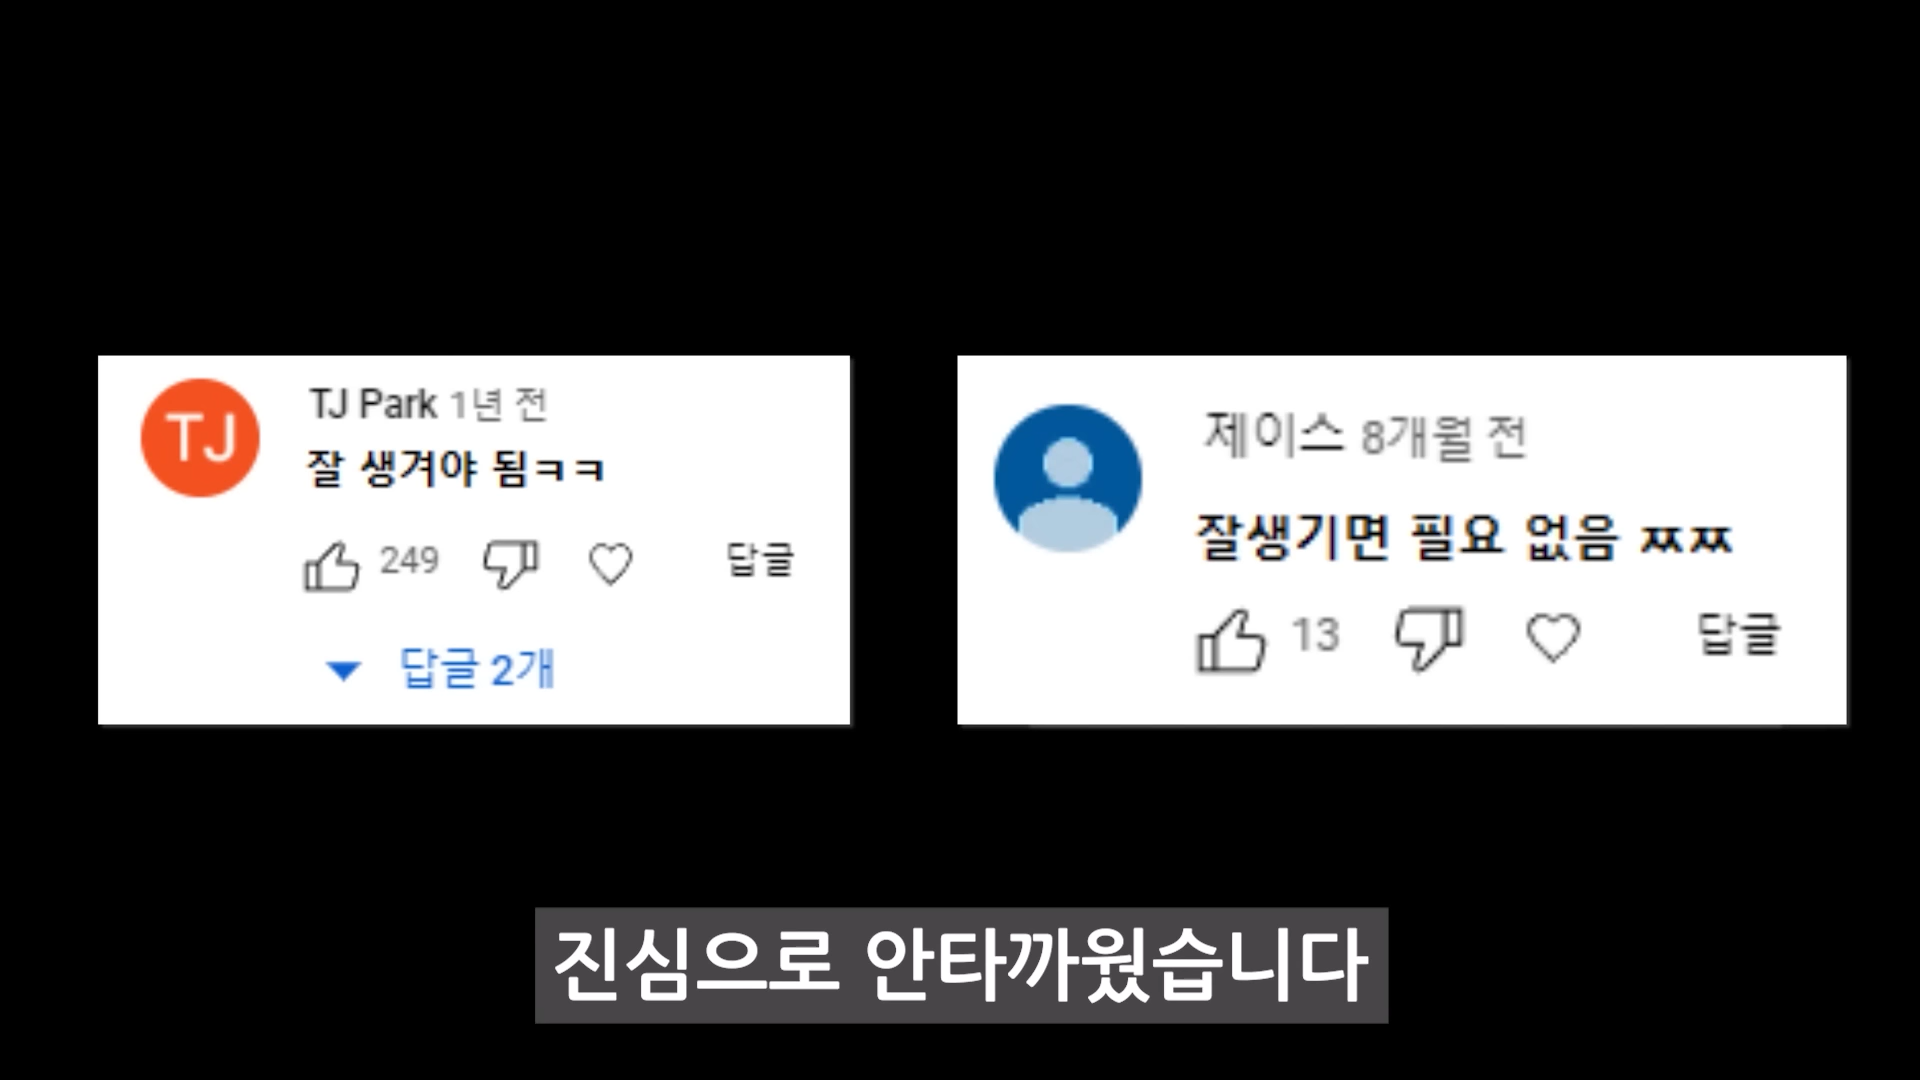 TJ
TJ Park 1년 전
잘 생겨야 됨ㅋㅋ
249
답글
답글 2개
제이스 8개월 전
잘생기면 필요 없음 ㅉㅉ
13
답글
진심으로 안타까웠습니다